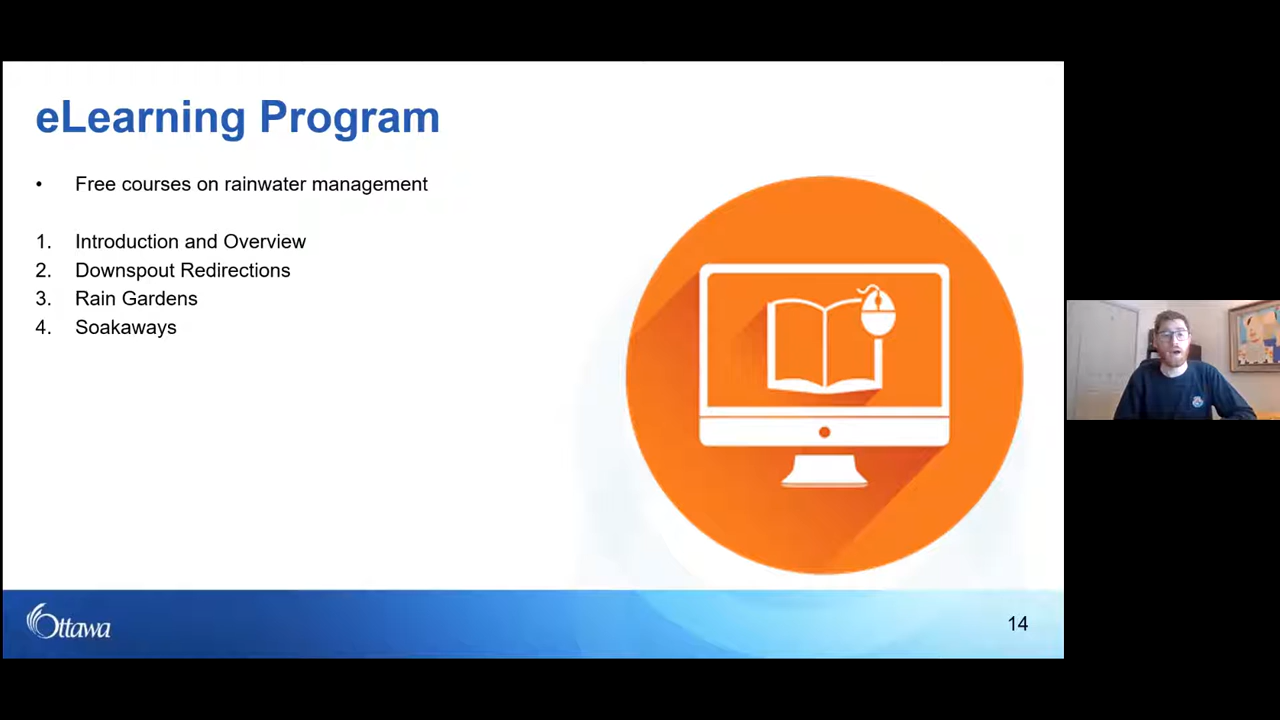 eLearning Program
• Free courses on rainwater management
1. Introduction and Overview
2. Downspout Redirections
3. Rain Gardens
4. Soakaways
Ottawa
14